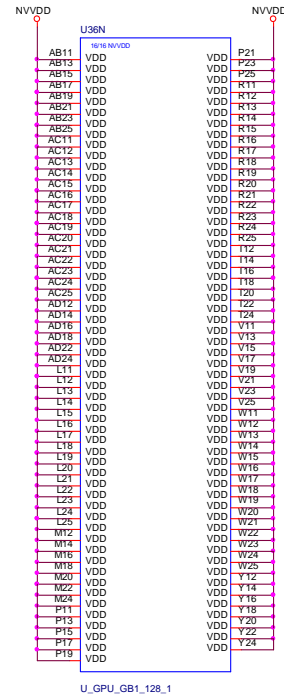 NVVDD NVVDD
U36N
16/16 NVVDD
AB11 VDD VDD P21
AB13 VDD VDD P23
AB15 VDD VDD P25
AB17 VDD VDD R11
AB19 VDD VDD R12
AB21 VDD VDD R13
AB23 VDD VDD R14
AB25 VDD VDD R15
AC11 VDD VDD R16
AC12 VDD VDD R17
AC13 VDD VDD R18
AC14 VDD VDD R19
AC15 VDD VDD R20
AC16 VDD VDD R21
AC17 VDD VDD R22
AC18 VDD VDD R23
AC19 VDD VDD R24
AC20 VDD VDD R25
AC21 VDD VDD T12
AC22 VDD VDD T14
AC23 VDD VDD T16
AC24 VDD VDD T18
AC25 VDD VDD T20
AD12 VDD VDD T22
AD14 VDD VDD T24
AD16 VDD VDD V11
AD18 VDD VDD V13
AD22 VDD VDD V15
AD24 VDD VDD V17
L11 VDD VDD V19
L12 VDD VDD V21
L13 VDD VDD V23
L14 VDD VDD V25
L15 VDD VDD W11
L16 VDD VDD W12
L17 VDD VDD W13
L18 VDD VDD W14
L19 VDD VDD W15
L20 VDD VDD W16
L21 VDD VDD W17
L22 VDD VDD W18
L23 VDD VDD W19
L24 VDD VDD W20
L25 VDD VDD W21
M12 VDD VDD W22
M14 VDD VDD W23
M16 VDD VDD W24
M18 VDD VDD W25
M20 VDD VDD Y12
M22 VDD VDD Y14
M24 VDD VDD Y16
P11 VDD VDD Y18
P13 VDD VDD Y20
P15 VDD VDD Y22
P17 VDD VDD Y24
P19 VDD
U_GPU_GB1_128_1